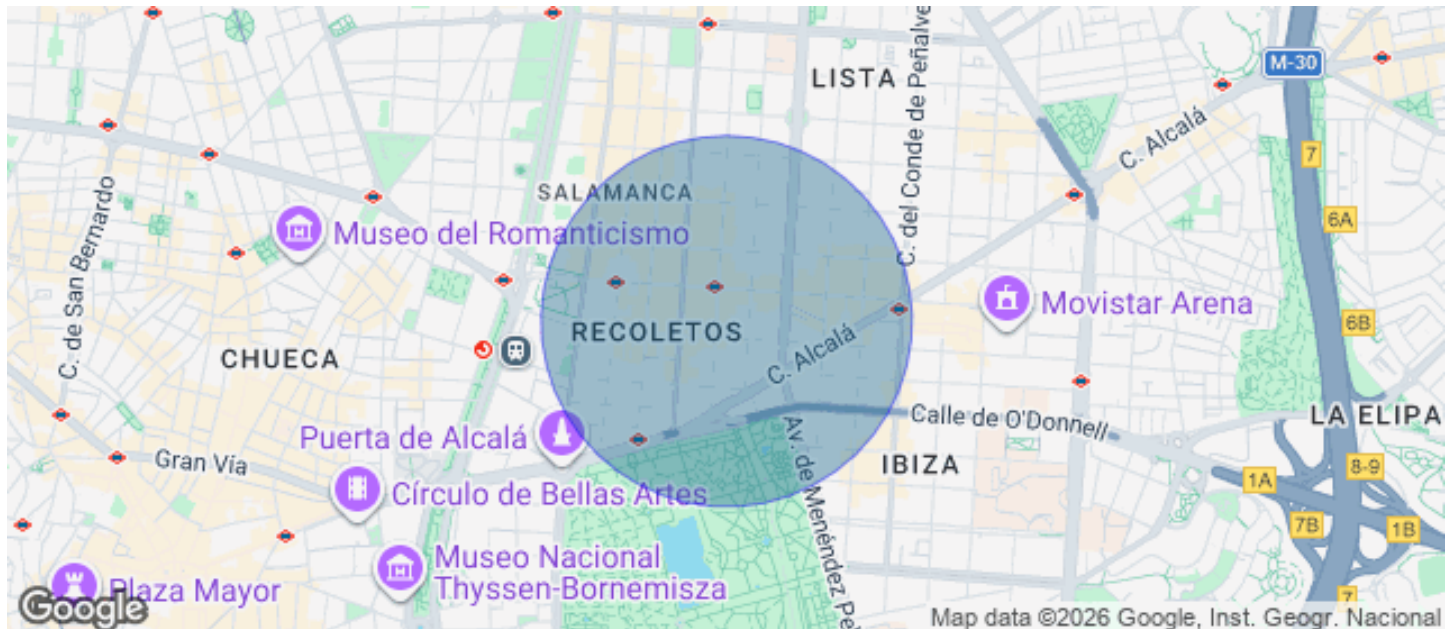 LISTA
C. del Conde de Peñalve
M-30
C. Alcalá
7
SALAMANCA
6A
Museo del Romanticismo
C. de San Bernardo
Movistar Arena
6B
RECOLETOS
CHUECA
C. Alcalá
Calle de O'Donnell
LA ELIPA
Puerta de Alcalá
Av. de Menéndez Pe
Gran Vía
IBIZA
8-9
1A
Círculo de Bellas Artes
7B
1B
Museo Nacional
Thyssen-Bornemisza
Plaza Mayor
7
Google
Map data ©2026 Google, Inst. Geogr. Nacional